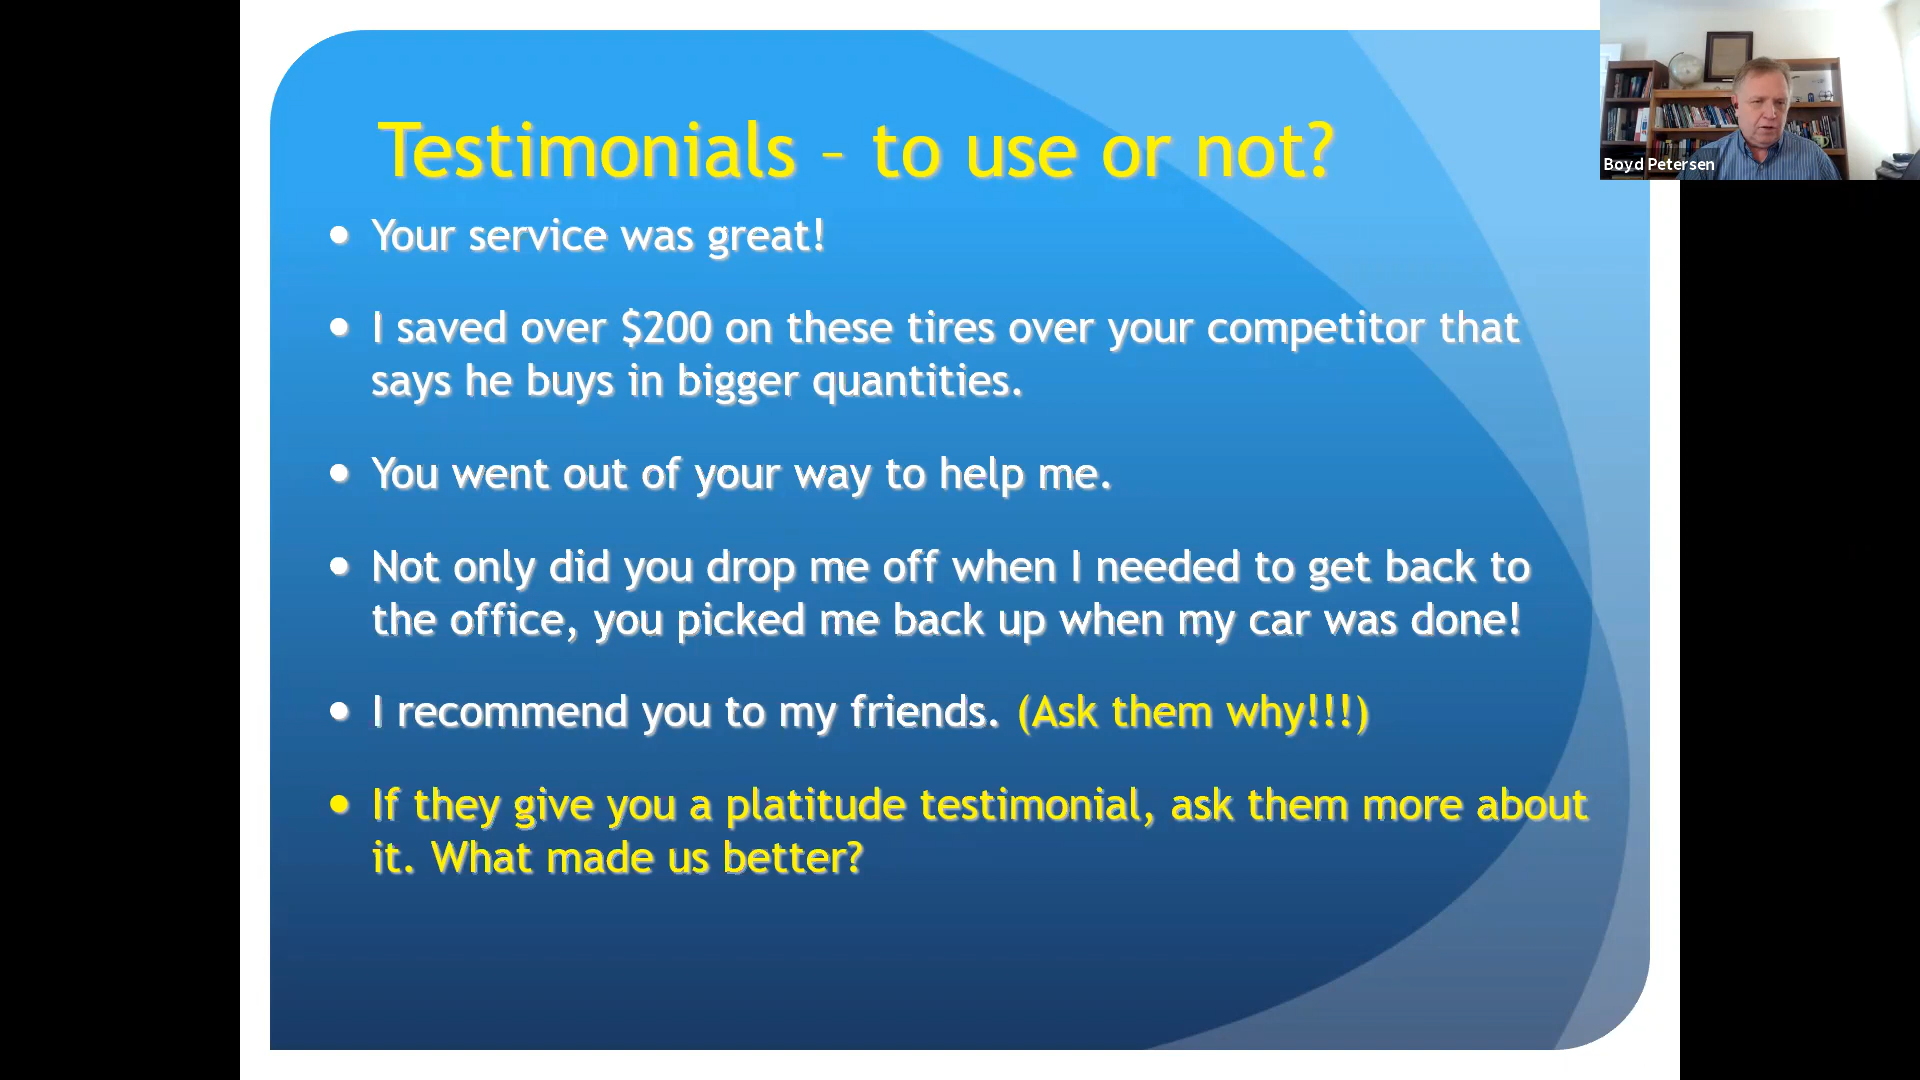 Testimonials – to use or not?
Boyd Petersen
• Your service was great!
• I saved over $200 on these tires over your competitor that
says he buys in bigger quantities.
• You went out of your way to help me.
• Not only did you drop me off when I needed to get back to
the office, you picked me back up when my car was done!
• I recommend you to my friends. (Ask them why!!!)
• If they give you a platitude testimonial, ask them more about
it. What made us better?